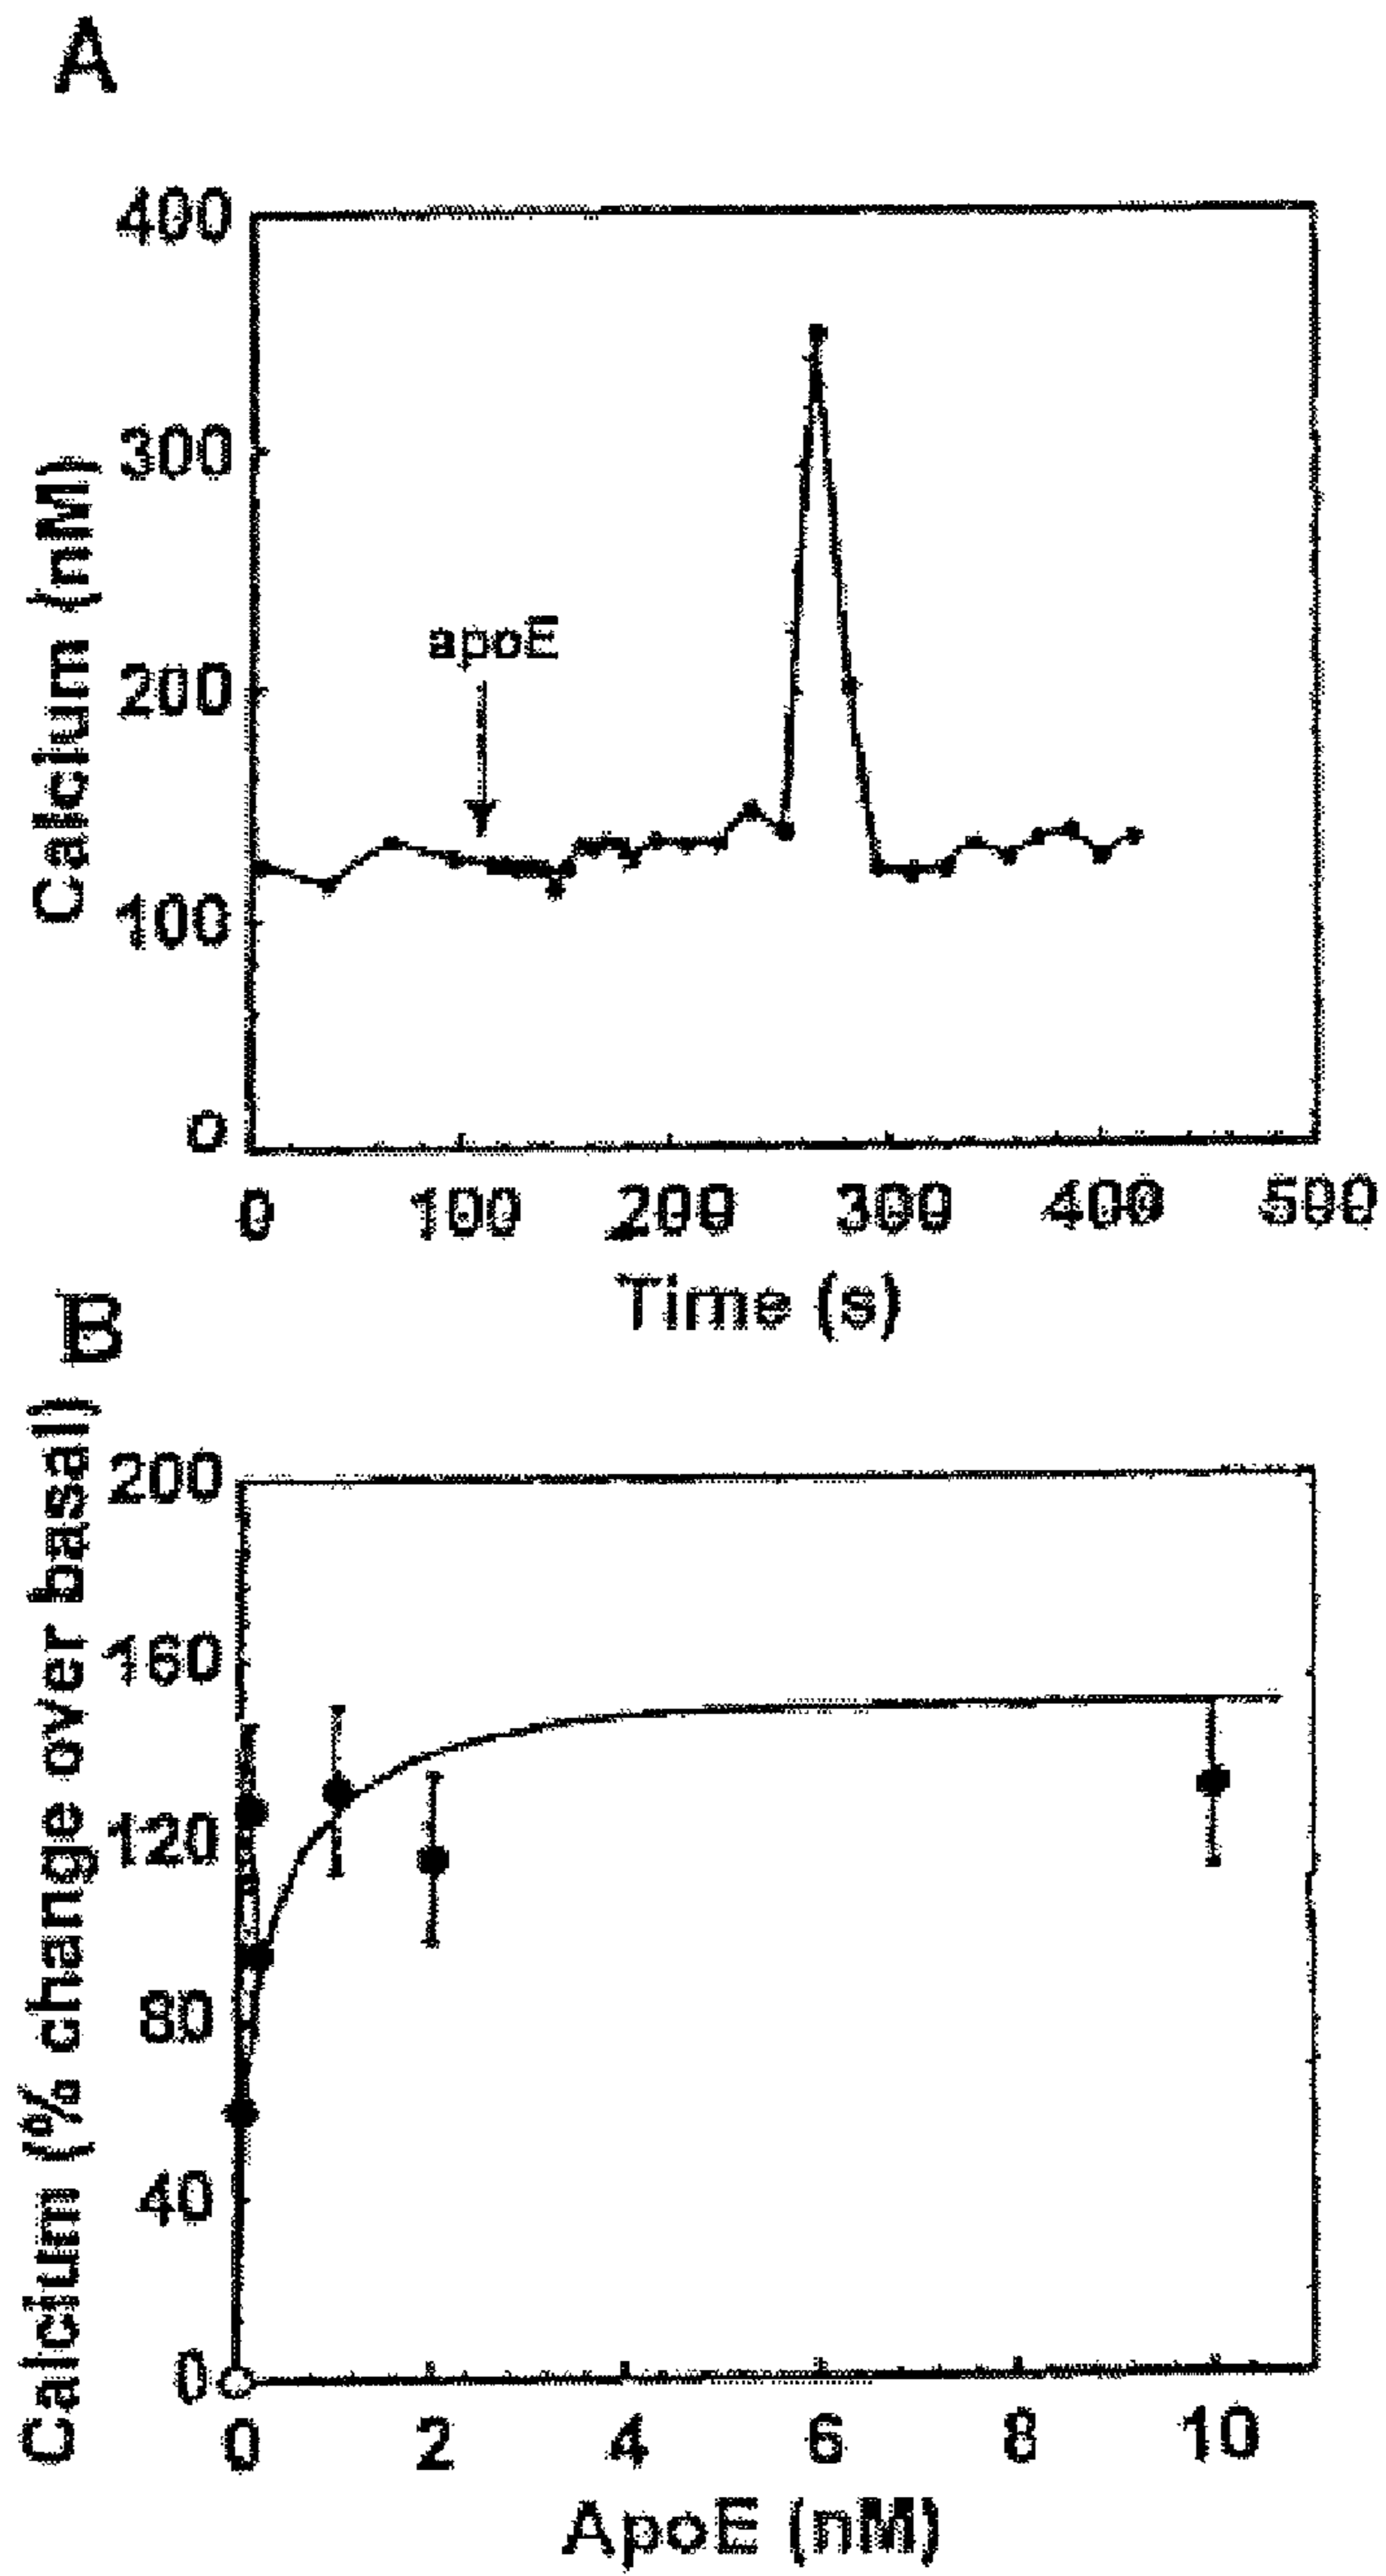 A
400
300
200
100
0
Calcium (nM)
apoE
0 100 200 300 400 500
Time (s)
B
200
160
120
80
40
0
Calcium (% change over basal)
0 2 4 6 8 10
ApoE (nM)